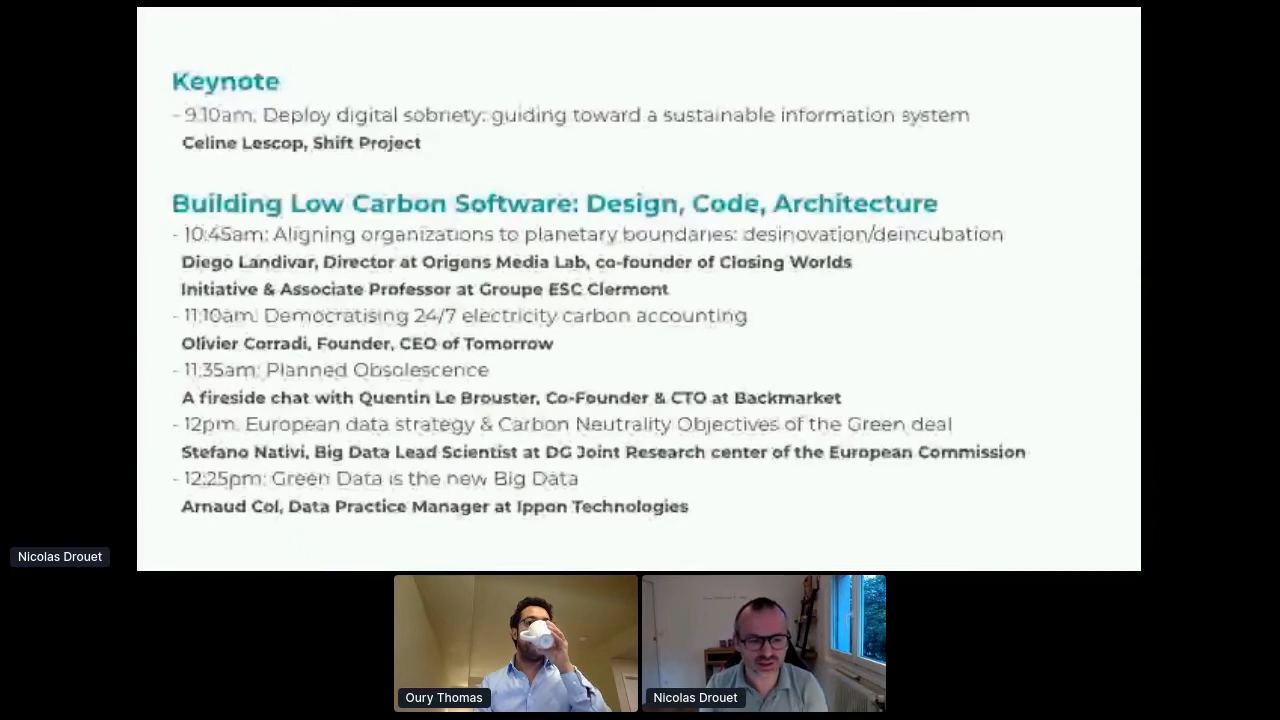 Keynote
- 9.10am: Deploy digital sobriety: guiding toward a sustainable information system
Celine Lescop, Shift Project
Building Low Carbon Software: Design, Code, Architecture
- 10:45am: Aligning organizations to planetary boundaries: desinovation/deincubation
Diego Landivar, Director at Origens Media Lab, co-founder of Closing Worlds
Initiative & Associate Professor at Groupe ESC Clermont
- 11:10am: Democratising 24/7 electricity carbon accounting
Olivier Corradi, Founder, CEO of Tomorrow
- 11:35am: Planned Obsolescence
A fireside chat with Quentin Le Brouster, Co-Founder & CTO at Backmarket
- 12pm: European data strategy & Carbon Neutrality Objectives of the Green deal
Stefano Nativi, Big Data Lead Scientist at DG Joint Research center of the European Commission
- 12:25pm: Green Data is the new Big Data
Arnaud Col, Data Practice Manager at Ippon Technologies
Nicolas Drouet
Oury Thomas
Nicolas Drouet